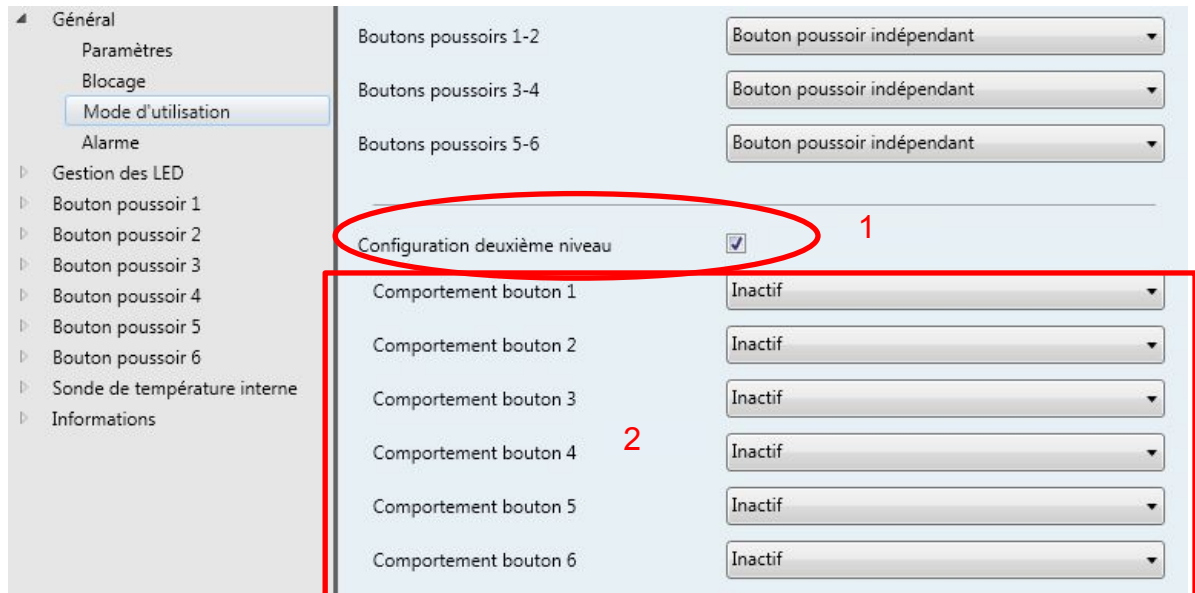 Général
Paramètres
Blocage
Mode d'utilisation
Alarme
Gestion des LED
Bouton poussoir 1
Bouton poussoir 2
Bouton poussoir 3
Bouton poussoir 4
Bouton poussoir 5
Bouton poussoir 6
Sonde de température interne
Informations
Boutons poussoirs 1-2 Bouton poussoir indépendant
Boutons poussoirs 3-4 Bouton poussoir indépendant
Boutons poussoirs 5-6 Bouton poussoir indépendant
Configuration deuxième niveau 1
Comportement bouton 1 Inactif
Comportement bouton 2 Inactif
Comportement bouton 3 Inactif
2
Comportement bouton 4 Inactif
Comportement bouton 5 Inactif
Comportement bouton 6 Inactif